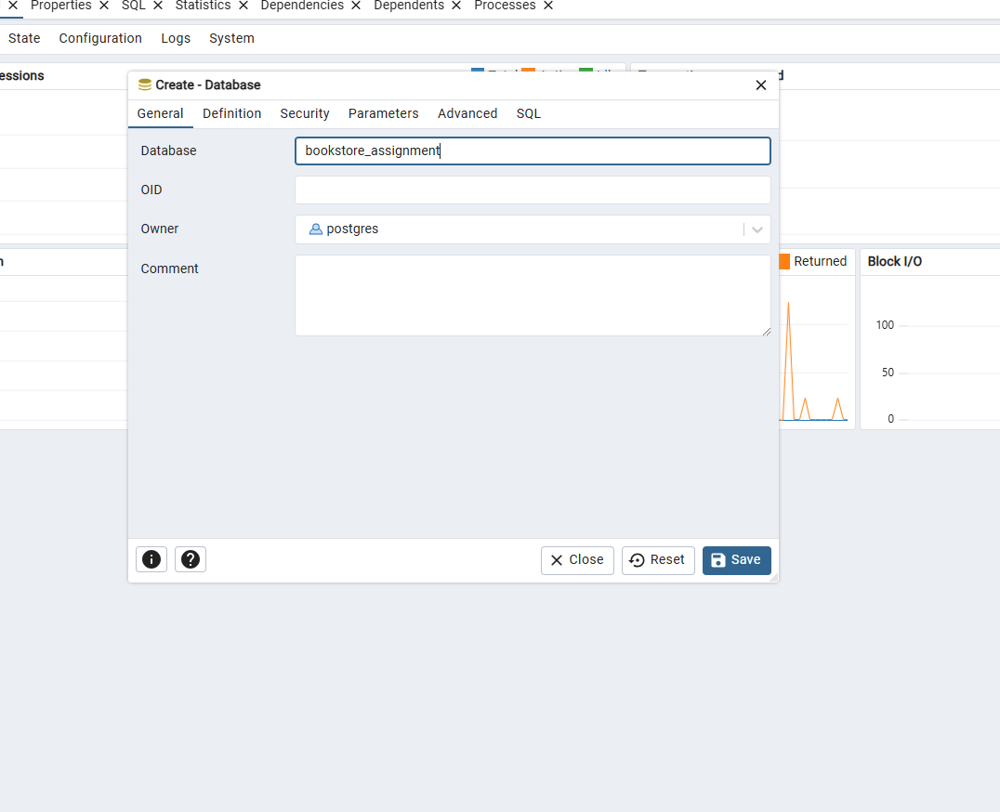 Properties SQL Statistics Dependencies Dependents Processes
State Configuration Logs System
essions
Create - Database
General Definition Security Parameters Advanced SQL
Database bookstore_assignment
OID
Owner postgres
Comment
Returned Block I/O
100
50
0
Close Reset Save